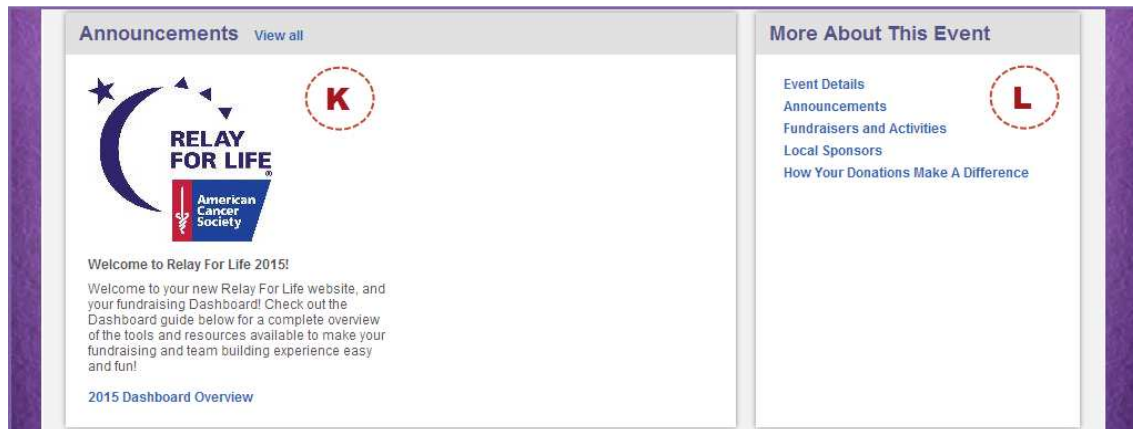 Announcements View all
K
RELAY
FOR LIFE®
American
Cancer
Society
Welcome to Relay For Life 2015!
Welcome to your new Relay For Life website, and
your fundraising Dashboard! Check out the
Dashboard guide below for a complete overview
of the tools and resources available to make your
fundraising and team building experience easy
and fun!
2015 Dashboard Overview
More About This Event
L
Event Details
Announcements
Fundraisers and Activities
Local Sponsors
How Your Donations Make A Difference